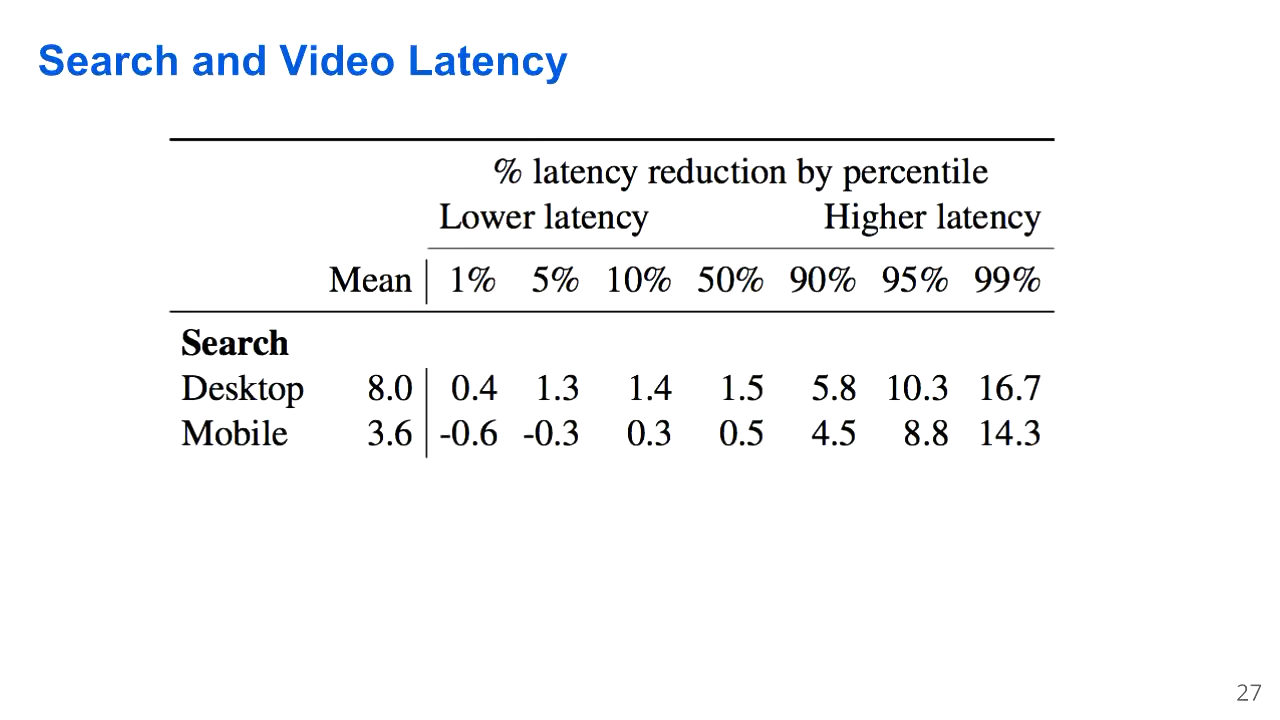 Search and Video Latency
% latency reduction by percentile
Lower latency Higher latency
Mean 1% 5% 10% 50% 90% 95% 99%
Search
Desktop 8.0 0.4 1.3 1.4 1.5 5.8 10.3 16.7
Mobile 3.6 -0.6 -0.3 0.3 0.5 4.5 8.8 14.3
27